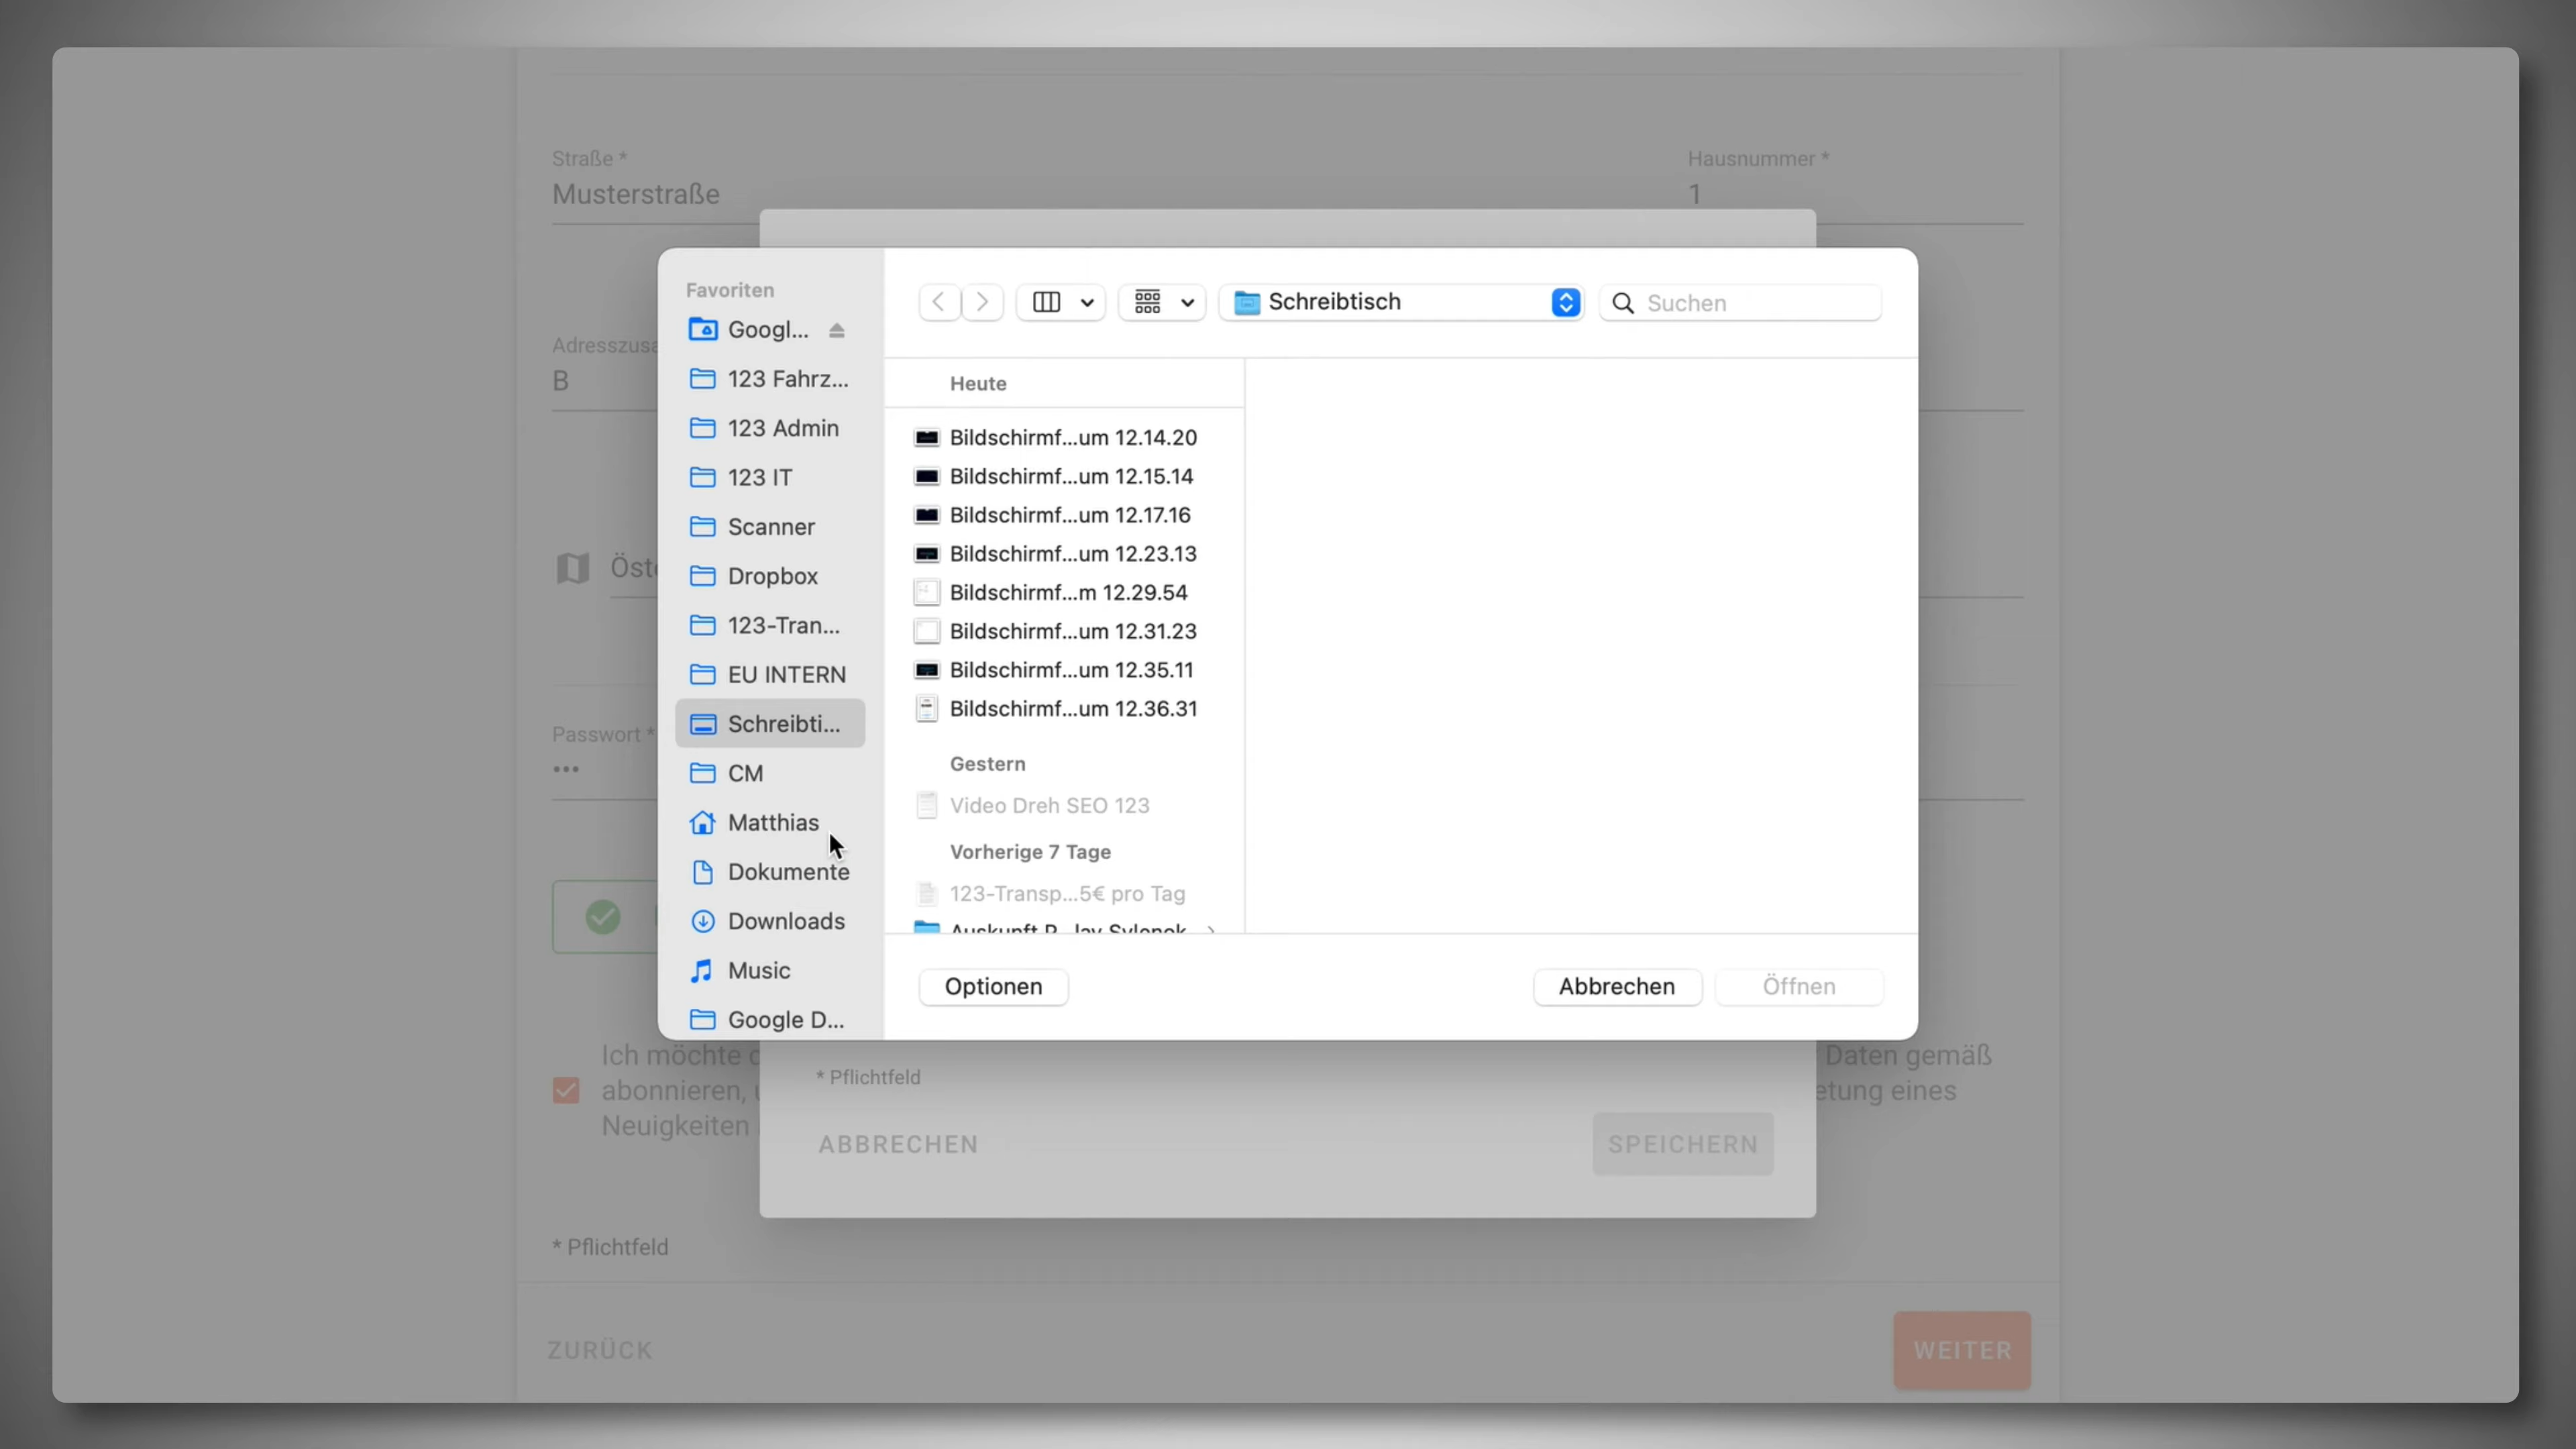 Straße *
Hausnummer *
Musterstraße
1
Favoriten
Googl...
Schreibtisch
Suchen
123 Fahrz...
123 Admin
123 IT
Scanner
Dropbox
123-Tran...
EU INTERN
Schreibti...
CM
Matthias
Dokumente
Downloads
Music
Google D...
Heute
Bildschirmf...um 12.14.20
Bildschirmf...um 12.15.14
Bildschirmf...um 12.17.16
Bildschirmf...um 12.23.13
Bildschirmf...m 12.29.54
Bildschirmf...um 12.31.23
Bildschirmf...um 12.35.11
Bildschirmf...um 12.36.31
Gestern
Video Dreh SEO 123
Vorherige 7 Tage
123-Transp...5€ pro Tag
Optionen
Abbrechen
Öffnen
Adresszusa
B
Öste
Passwort *
•••
Ich möchte
Daten gemäß
abonnieren,
etung eines
Neuigkeiten
* Pflichtfeld
ABBRECHEN
SPEICHERN
* Pflichtfeld
ZURÜCK
WEITER